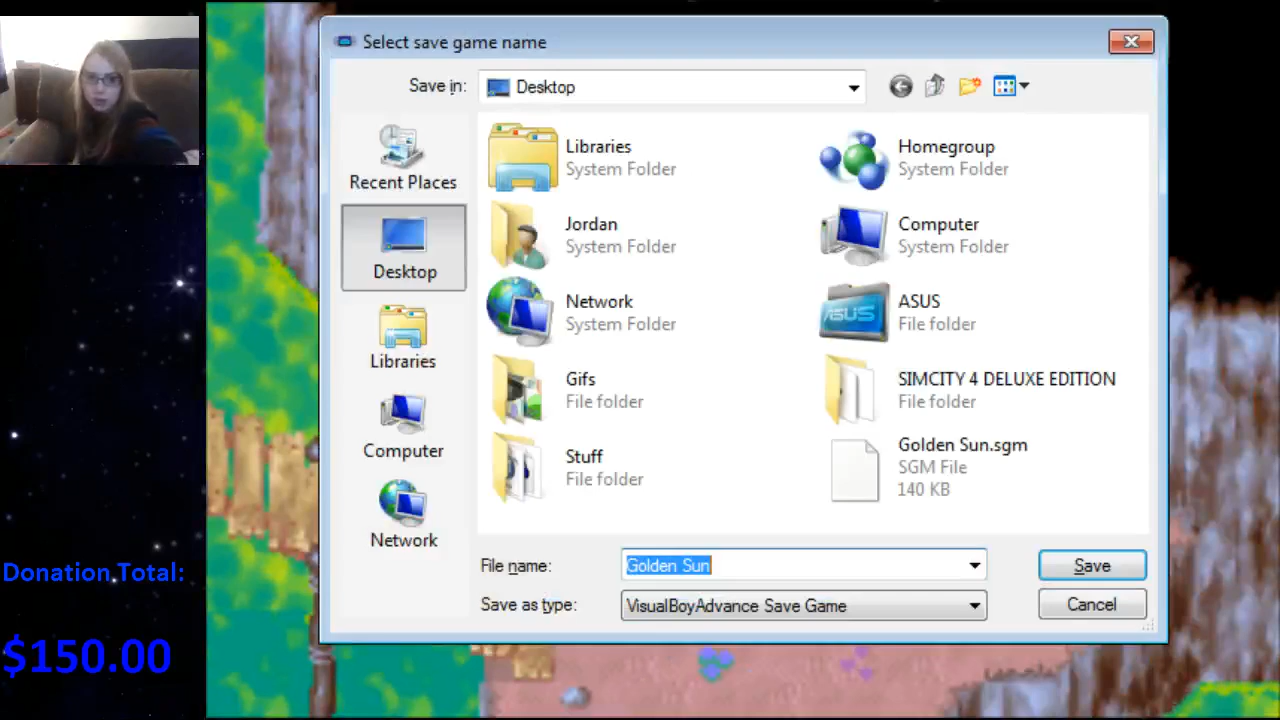 Select save game name
Save in:
Desktop
Recent Places
Desktop
Libraries
Computer
Network
Libraries
System Folder
Homegroup
System Folder
Jordan
System Folder
Computer
System Folder
Network
System Folder
ASUS
ASUS
File folder
Gifs
File folder
SIMCITY 4 DELUXE EDITION
File folder
Stuff
File folder
Golden Sun.sgm
SGM File
140 KB
File name:
Golden Sun
Save
Save as type:
VisualBoyAdvance Save Game
Cancel
Donation Total:
$150.00